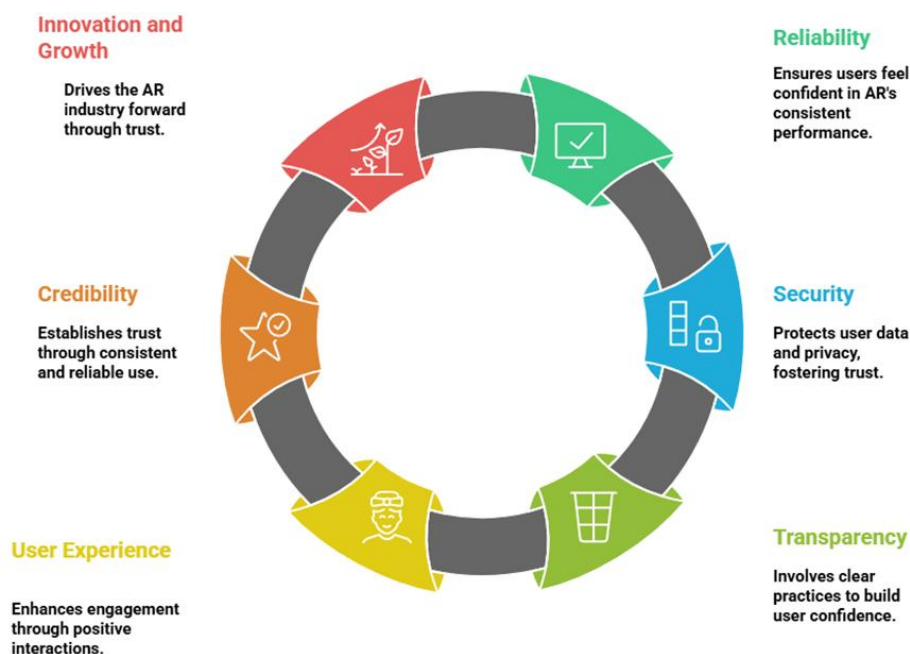 Innovation and
Growth
Drives the AR
industry forward
through trust.
Reliability
Ensures users feel
confident in AR's
consistent
performance.
Credibility
Establishes trust
through consistent
and reliable use.
Security
Protects user data
and privacy,
fostering trust.
User Experience
Enhances engagement
through positive
interactions.
Transparency
Involves clear
practices to build
user confidence.